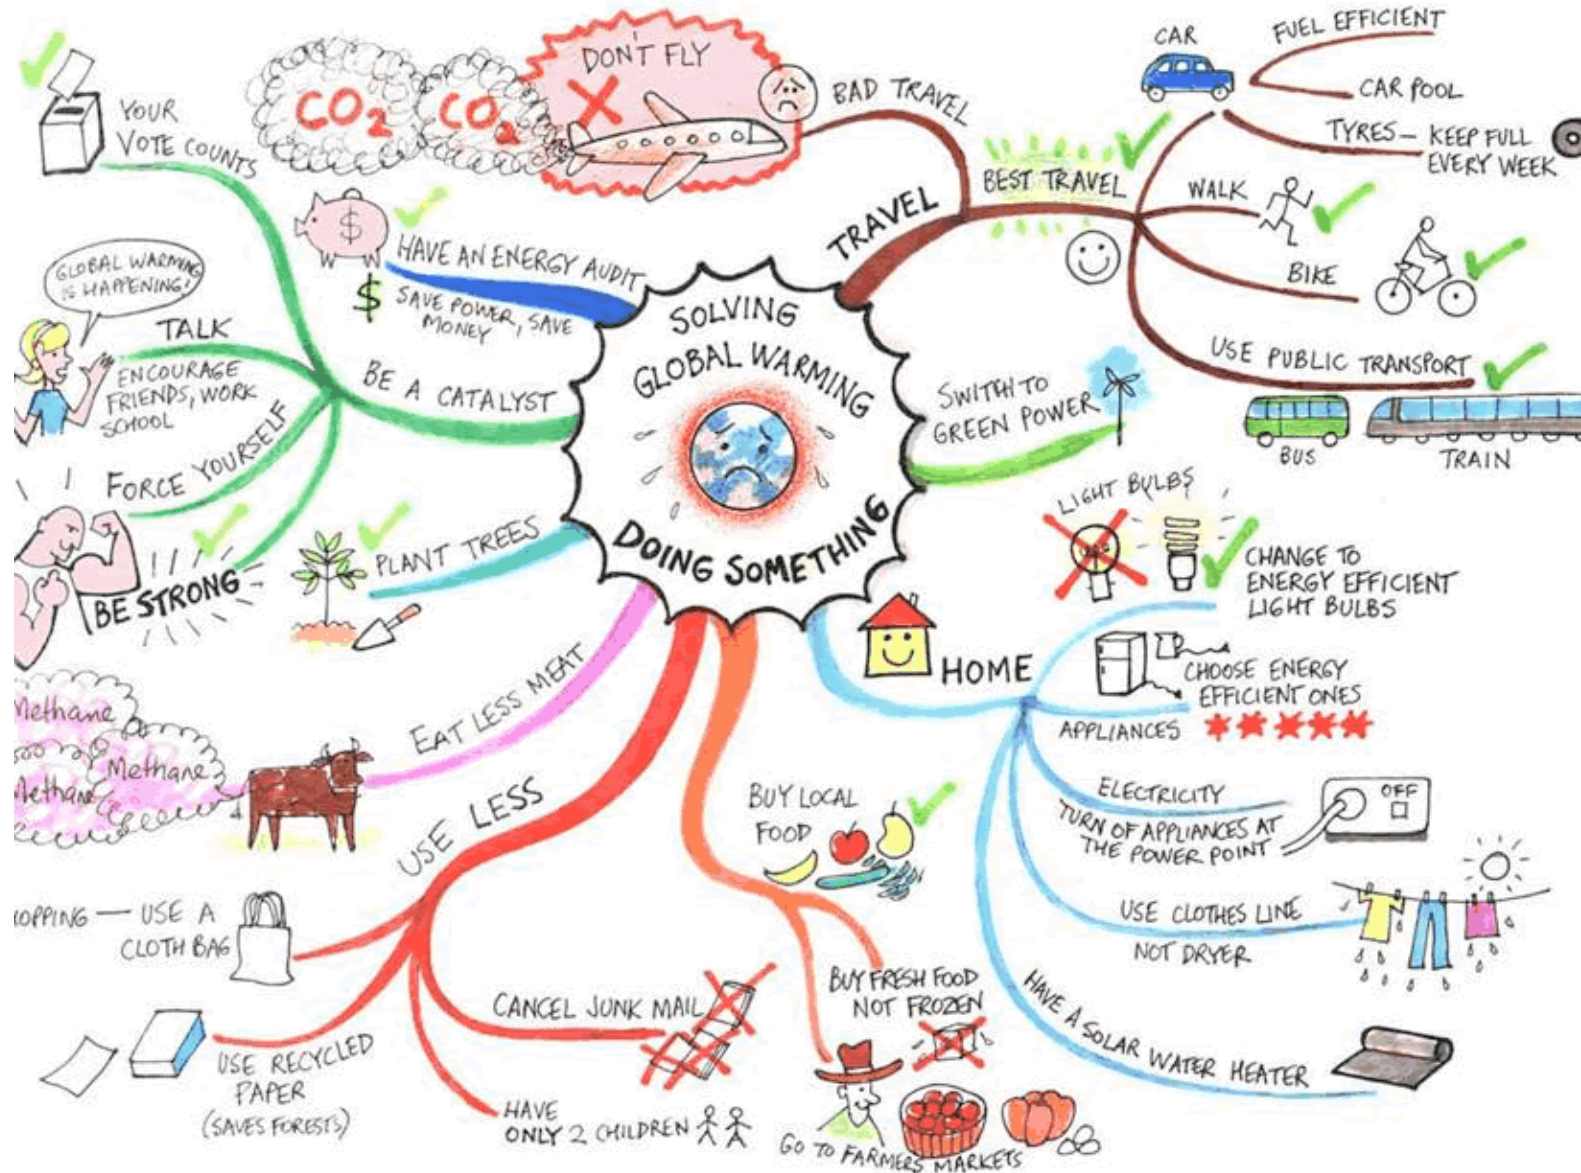 SOLVING
GLOBAL WARMING
DOING SOMETHING
TRAVEL
BAD TRAVEL
DON'T FLY
CO2
CO2
BEST TRAVEL
CAR
FUEL EFFICIENT
CAR POOL
TYRES – KEEP FULL
EVERY WEEK
WALK
BIKE
USE PUBLIC TRANSPORT
BUS
TRAIN
SWITH TO
GREEN POWER
HOME
LIGHT BULBS
CHANGE TO
ENERGY EFFICIENT
LIGHT BULBS
CHOOSE ENERGY
EFFICIENT ONES
APPLIANCES
ELECTRICITY
TURN OF APPLIANCES AT
THE POWER POINT
OFF
USE CLOTHES LINE
NOT DRYER
HAVE A SOLAR WATER HEATER
BUY LOCAL
FOOD
BUY FRESH FOOD
NOT FROZEN
GO TO FARMERS MARKETS
USE LESS
OPPING — USE A
CLOTH BAG
USE RECYCLED
PAPER
(SAVES FORESTS)
CANCEL JUNK MAIL
HAVE
ONLY 2 CHILDREN
EAT LESS MEAT
Methane
Methane
Methane
PLANT TREES
BE A CATALYST
YOUR
VOTE COUNTS
TALK
ENCOURAGE
FRIENDS, WORK
SCHOOL
GLOBAL WARMING
IS HAPPENING!
FORCE YOURSELF
BE STRONG
HAVE AN ENERGY AUDIT
SAVE POWER, SAVE
MONEY
$
$